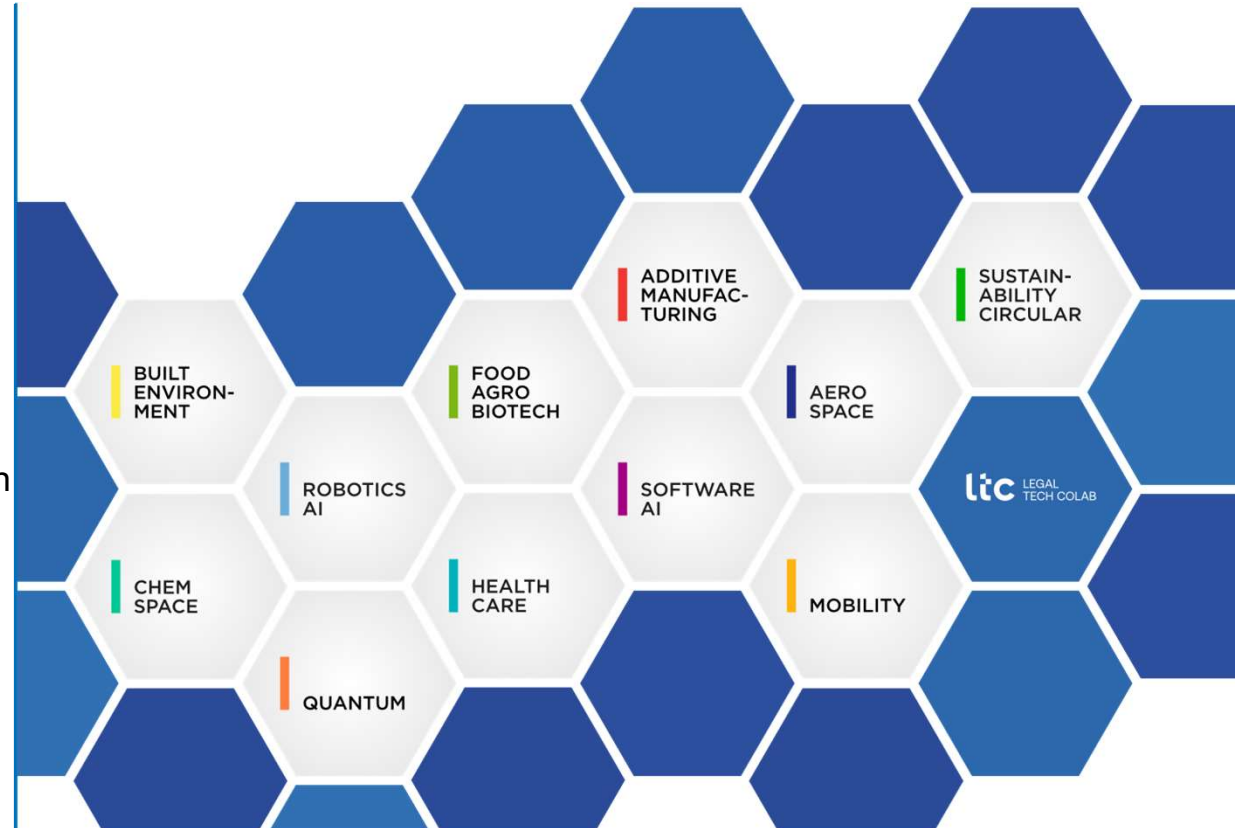 BUILT
ENVIRON-
MENT
ROBOTICS
AI
CHEM
SPACE
QUANTUM
FOOD
AGRO
BIOTECH
HEALTH
CARE
ADDITIVE
MANUFAC-
TURING
SOFTWARE
AI
AERO
SPACE
MOBILITY
SUSTAIN-
ABILITY
CIRCULAR
ltc LEGAL
TECH COLAB